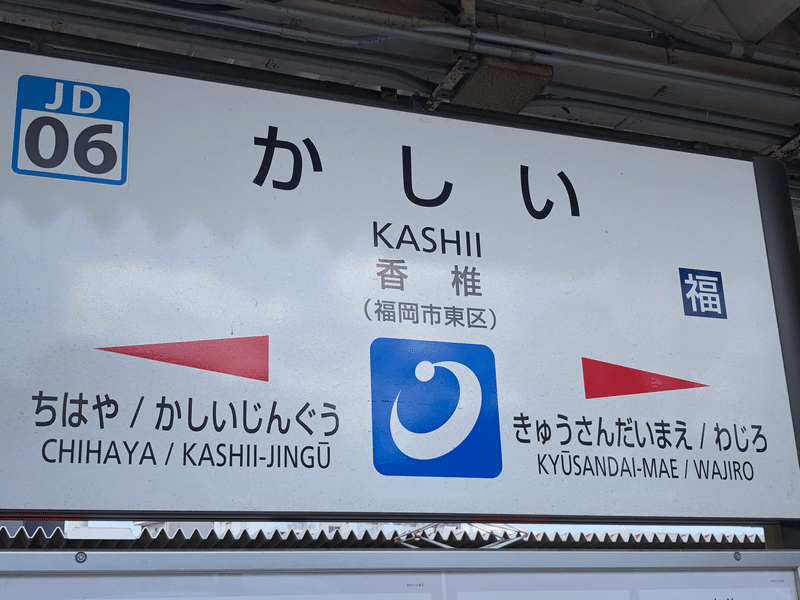 JD
06
かしい
KASHII
香椎
(福岡市東区)
福
ちはや / かしいじんぐう
CHIHAYA / KASHII-JINGŪ
きゅうさんだいまえ / わじろ
KYŪSANDAI-MAE / WAJIRO